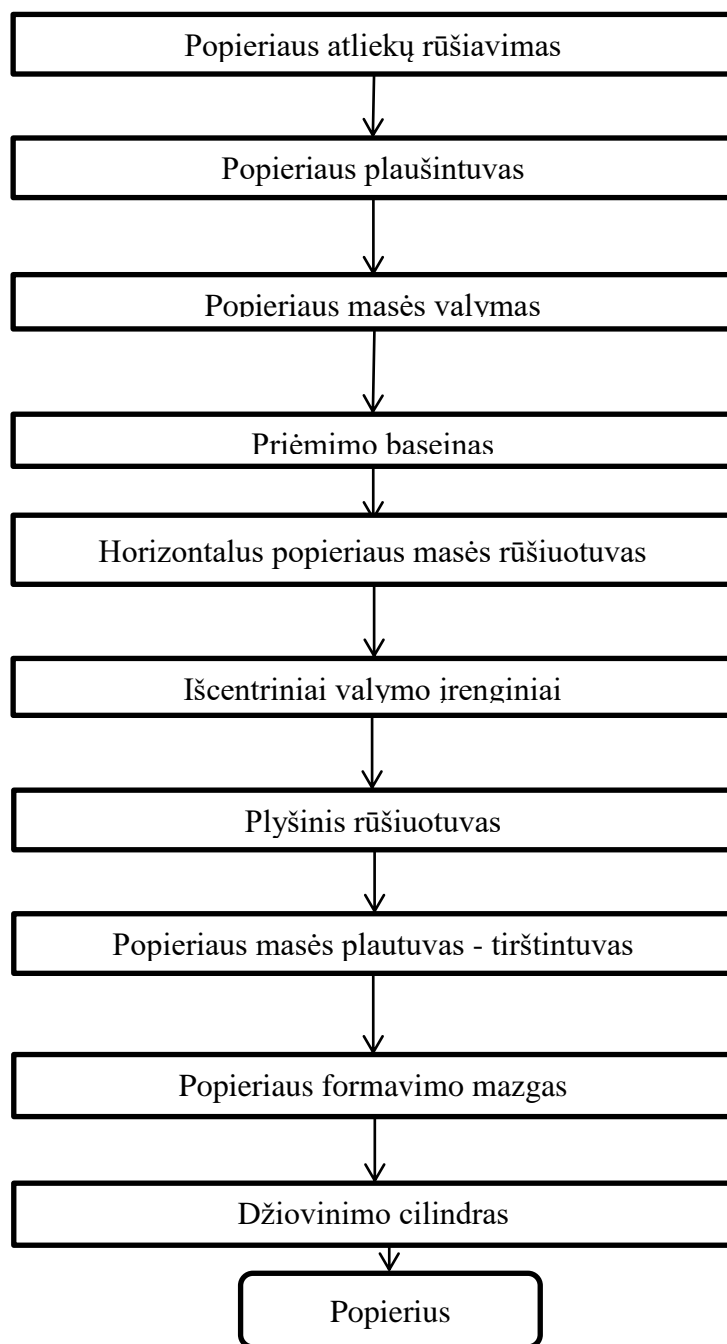 Popieriaus atliekų rūšiavimas
Popieriaus plaušintuvas
Popieriaus masės valymas
Priėmimo baseinas
Horizontalus popieriaus masės rūšiuotuvas
Išcentriniai valymo įrenginiai
Plyšinis rūšiuotuvas
Popieriaus masės plautuvas - tirštintuvas
Popieriaus formavimo mazgas
Džiovinimo cilindras
Popierius